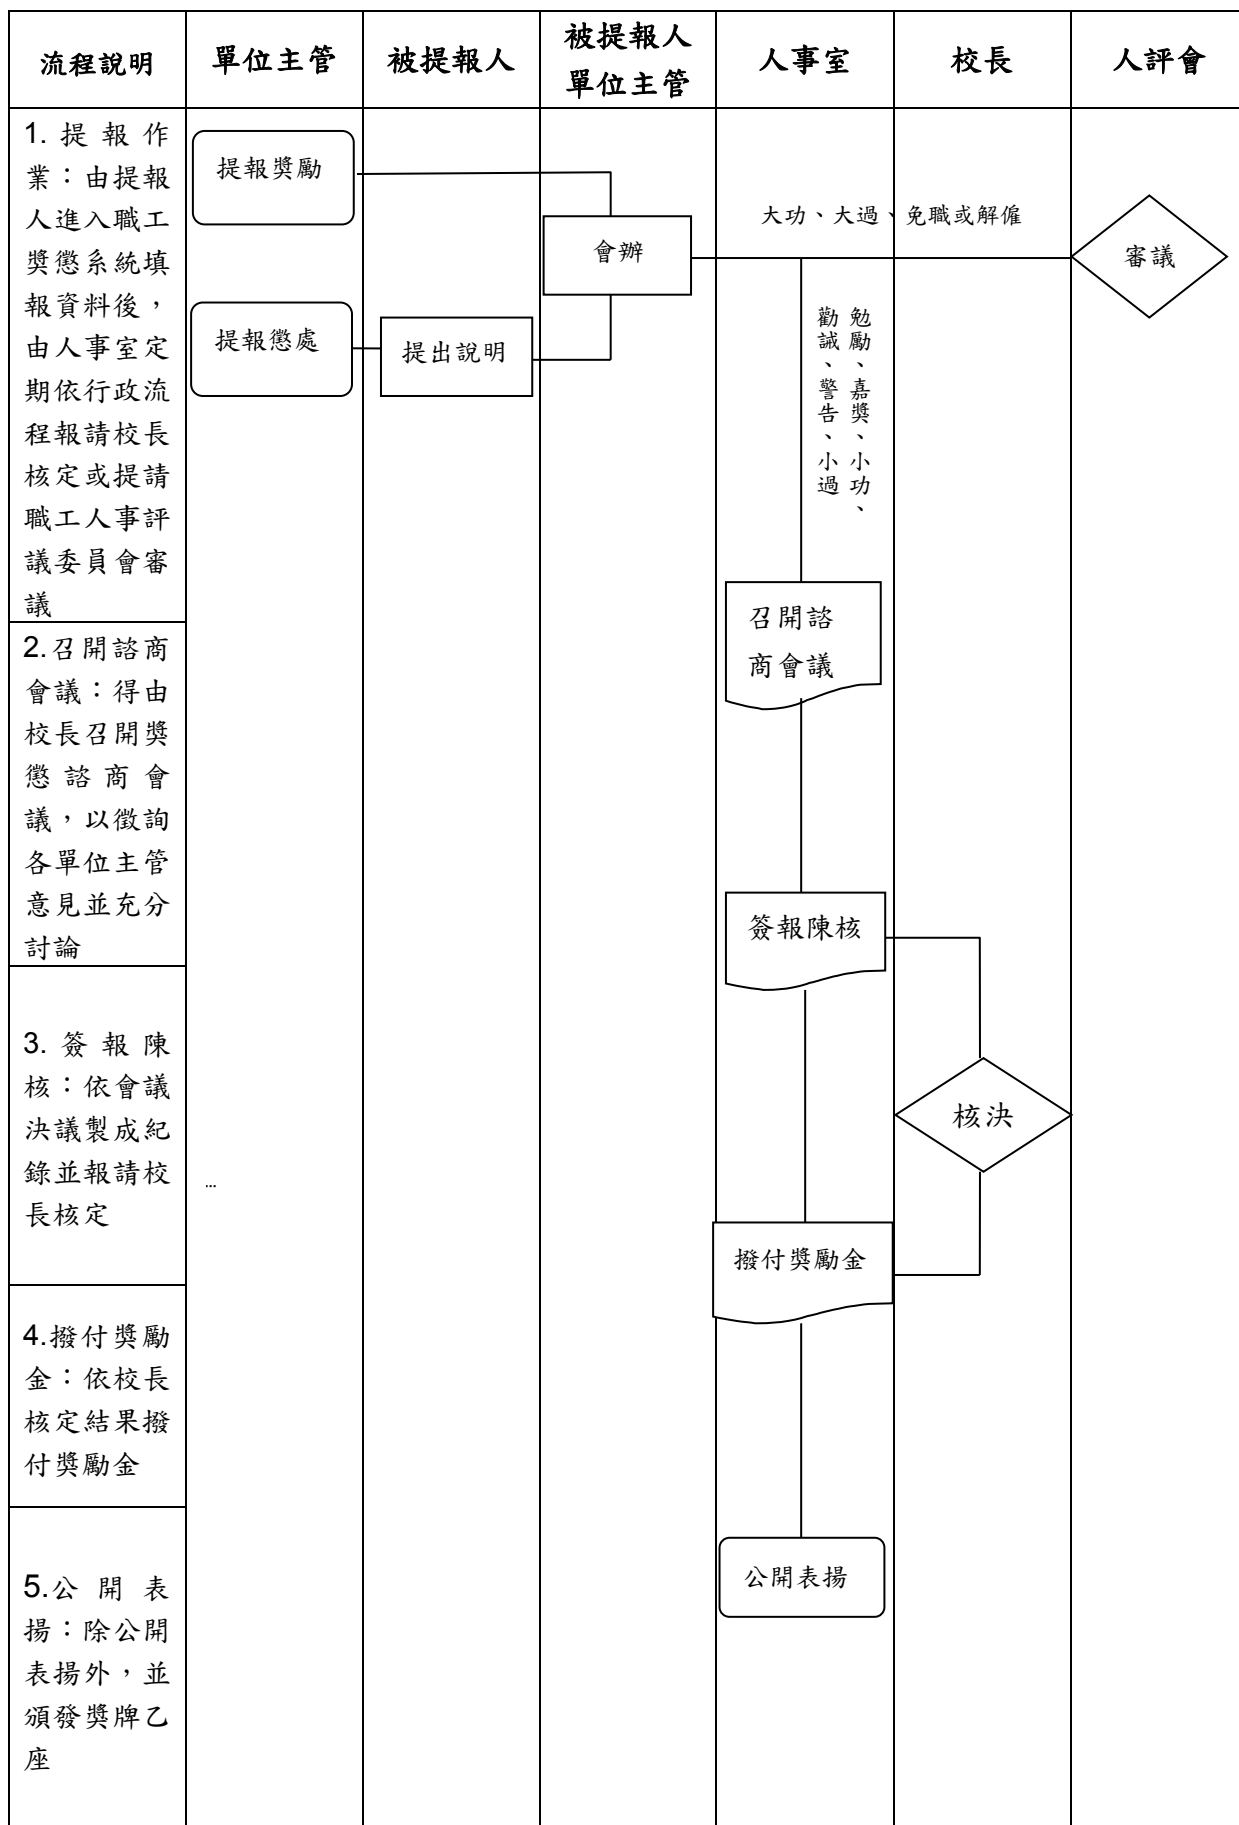 流程說明
單位主管
被提報人
被提報人
單位主管
人事室
校長
人評會
1. 提報作
業：由提報
人進入職工
獎懲系統填
報資料後，
由人事室定
期依行政流
程報請校長
核定或提請
職工人事評
議委員會審
議
提報獎勵
會辦
大功、大過、免職或解僱
審議
提報懲處
提出說明
勉勵、嘉獎、小功、
勸誡、警告、小過
2.召開諮商
會議：得由
校長召開獎
懲諮商會
議，以徵詢
各單位主管
意見並充分
討論
召開諮
商會議
簽報陳核
3. 簽報陳
核：依會議
決議製成紀
錄並報請校
長核定
…
核決
撥付獎勵金
4.撥付獎勵
金：依校長
核定結果撥
付獎勵金
5.公開表
揚：除公開
表揚外，並
頒發獎牌乙
座
公開表揚